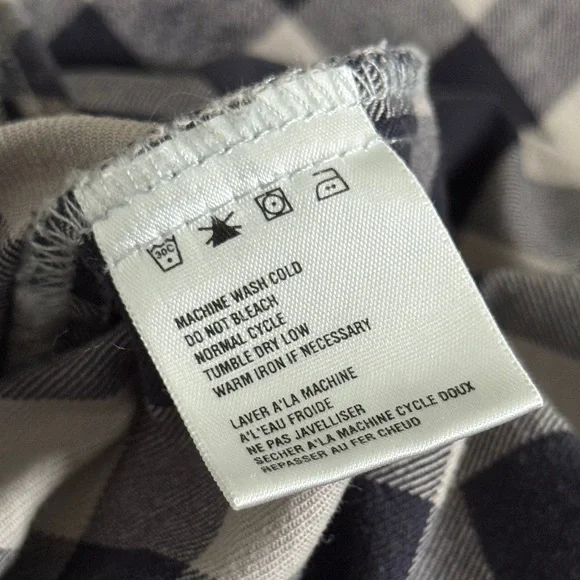 30C
MACHINE WASH COLD
DO NOT BLEACH
NORMAL CYCLE
TUMBLE DRY LOW
WARM IRON IF NECESSARY
LAVER A'LA MACHINE
A'L'EAU FROIDE
NE PAS JAVELLISER
SECHER A'LA MACHINE CYCLE DOUX
REPASSER AU FER CHEUD